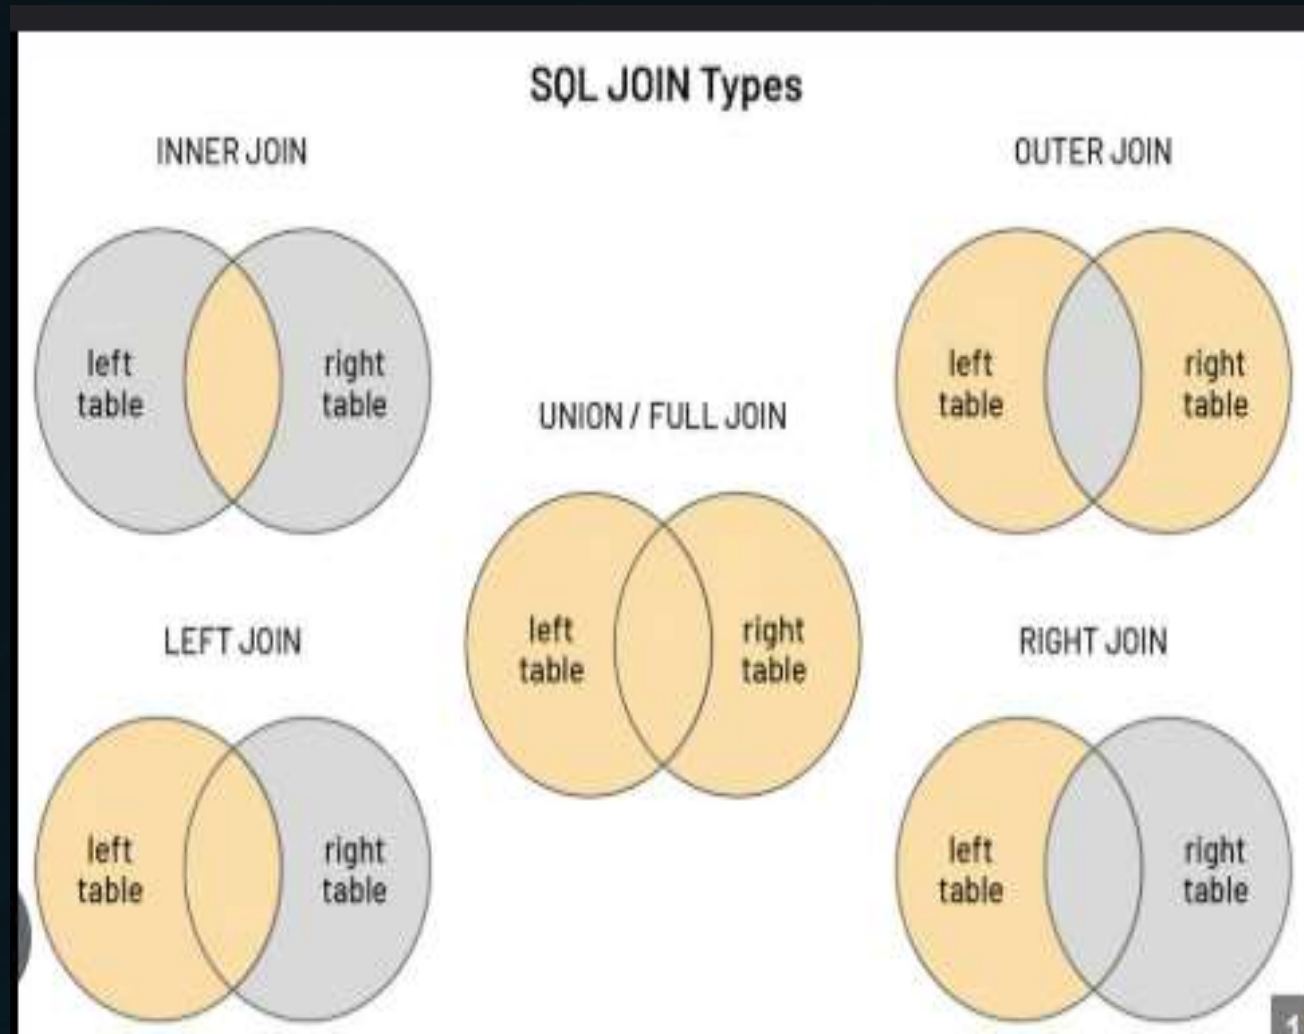 SQL JOIN Types
INNER JOIN
left
table
right
table
OUTER JOIN
left
table
right
table
UNION / FULL JOIN
left
table
right
table
LEFT JOIN
left
table
right
table
RIGHT JOIN
left
table
right
table